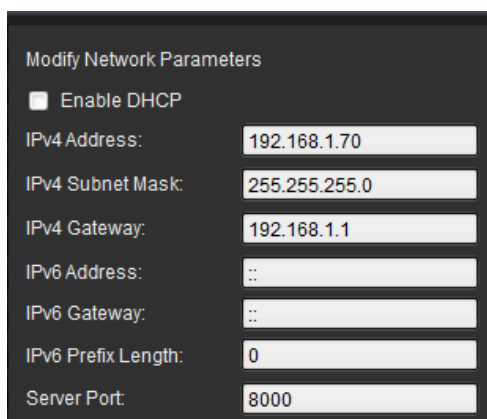 Modify Network Parameters
Enable DHCP
IPv4 Address: 192.168.1.70
IPv4 Subnet Mask: 255.255.255.0
IPv4 Gateway: 192.168.1.1
IPv6 Address: ::
IPv6 Gateway: ::
IPv6 Prefix Length: 0
Server Port: 8000